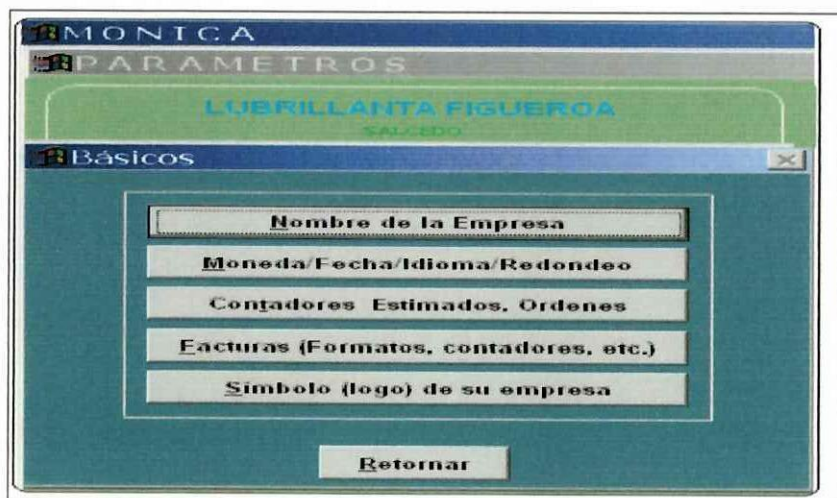 MONICA
PARAMETROS
LUBRILLANTA FIGUEROA
SALCEDO
Básicos
Nombre de la Empresa
Moneda/Fecha/Idioma/Redondeo
Contadores Estimados, Ordenes
Facturas (Formatos, contadores, etc.)
Símbolo (logo) de su empresa
Retornar